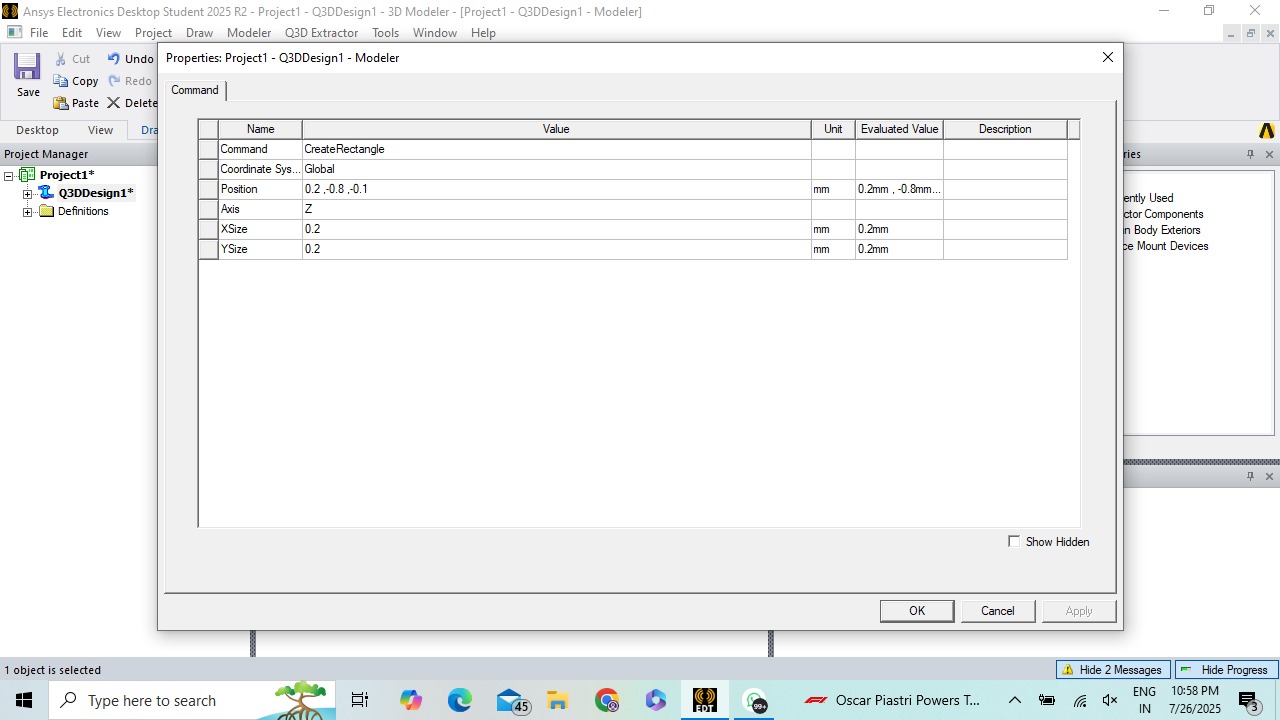 Ansys Electronics Desktop Student 2025 R2 - Project1 - Q3DDesign1 - 3D Modeler - [Project1 - Q3DDesign1 - Modeler]
File Edit View Project Draw Modeler Q3D Extractor Tools Window Help
Properties: Project1 - Q3DDesign1 - Modeler
Save
Cut
Copy
Paste
Undo
Redo
Delete
Desktop View Dra
Project Manager
Project1*
Q3DDesign1*
Definitions
Command
Name Value Unit Evaluated Value Description
Command CreateRectangle
Coordinate Sys... Global
Position 0.2 ,-0.8 ,-0.1 mm 0.2mm , -0.8mm...
Axis Z
XSize 0.2 mm 0.2mm
YSize 0.2 mm 0.2mm
Show Hidden
OK Cancel Apply
ries
ently Used
ctor Components
n Body Exteriors
ce Mount Devices
1 object is selected
Hide 2 Messages Hide Progress
Type here to search
45
EDT
99+
Oscar Piastri Powers T...
ENG
IN
10:58 PM
7/26/2025
3